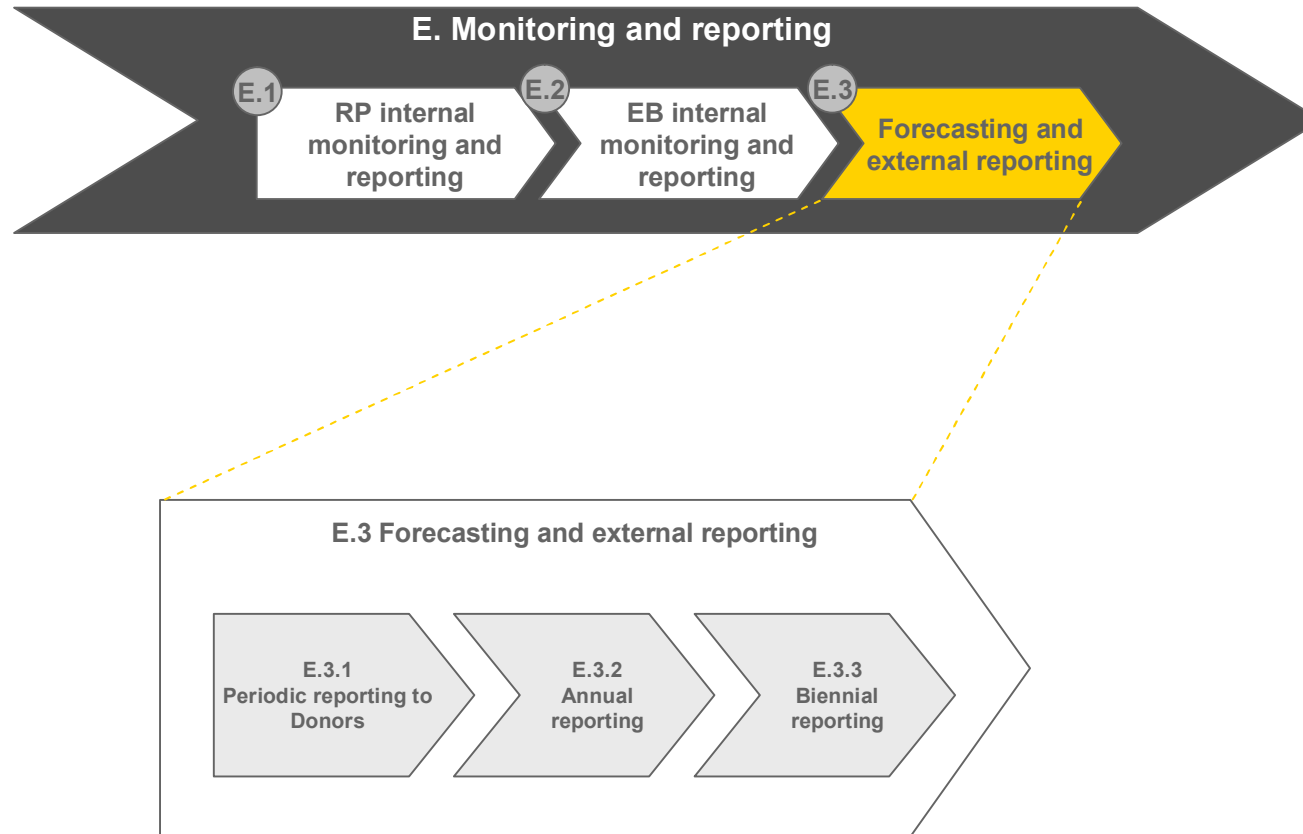 E. Monitoring and reporting
E.1
RP internal
monitoring and
reporting
E.2
EB internal
monitoring and
reporting
E.3
Forecasting and
external reporting
E.3 Forecasting and external reporting
E.3.1
Periodic reporting to
Donors
E.3.2
Annual
reporting
E.3.3
Biennial
reporting